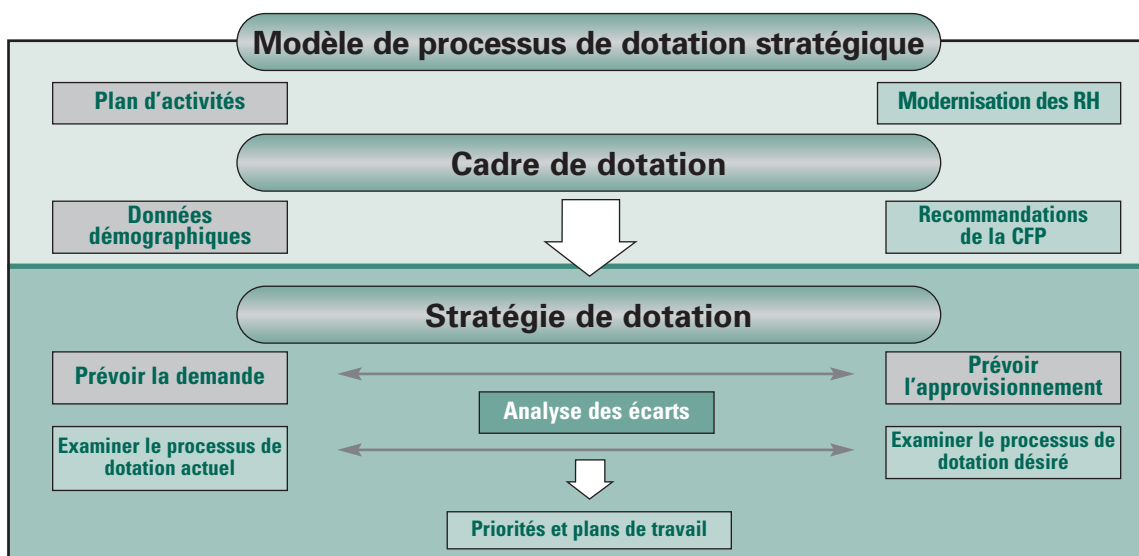 Modèle de processus de dotation stratégique
Plan d'activités
Modernisation des RH
Cadre de dotation
Données
démographiques
Recommandations
de la CFP
Stratégie de dotation
Prévoir la demande
Prévoir
l'approvisionnement
Analyse des écarts
Examiner le processus de
dotation actuel
Examiner le processus de
dotation désiré
Priorités et plans de travail